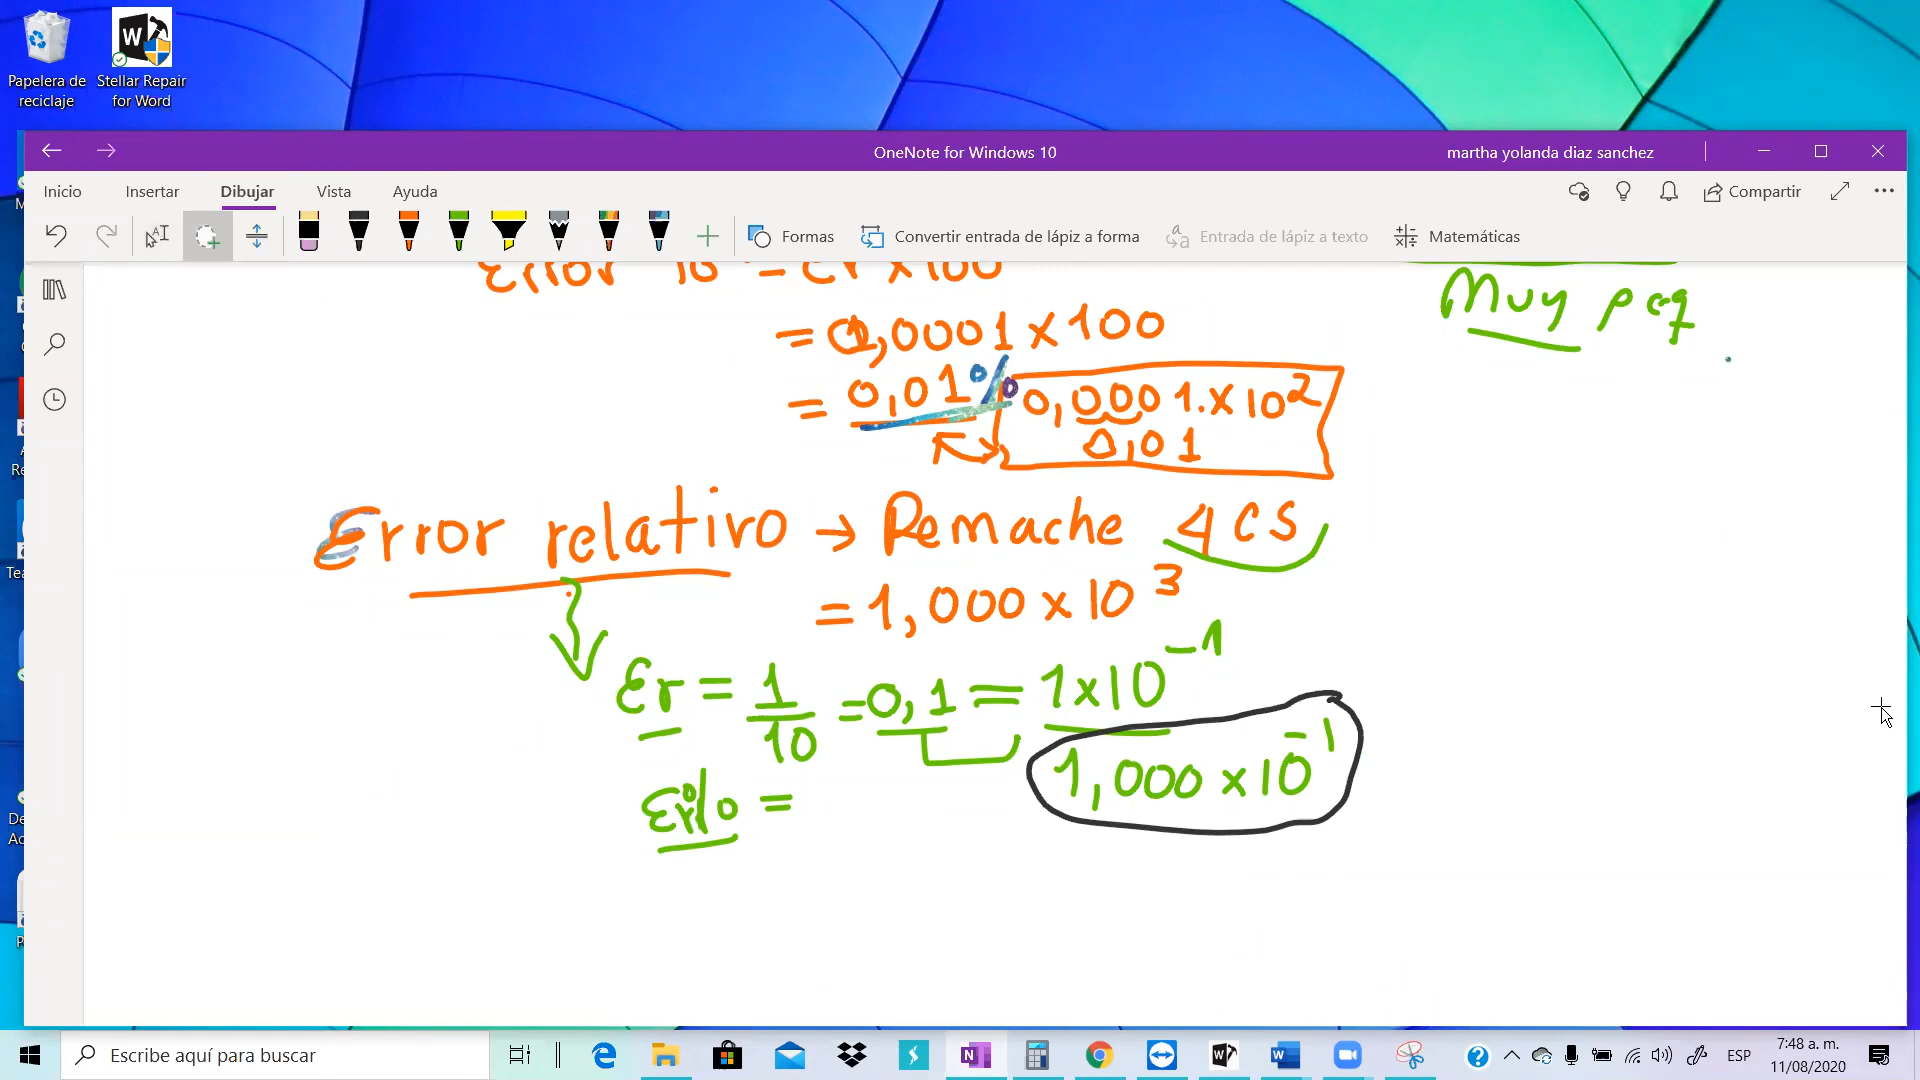 Papelera de reciclaje
Stellar Repair for Word
OneNote for Windows 10
martha yolanda diaz sanchez
Inicio
Insertar
Dibujar
Vista
Ayuda
Compartir
Formas
Convertir entrada de lápiz a forma
Entrada de lápiz a texto
Matemáticas
Muy peq
= 0,0001 x 100
= 0,01 %
0,0001. x 10²
0,01
Error relativo → Remache 4 CS
= 1,000 x 10³
Er = 1/10 = 0,1 = 1x10⁻¹
1,000 x 10⁻¹
Er% =
Escribe aquí para buscar
ESP
7:48 a. m.
11/08/2020